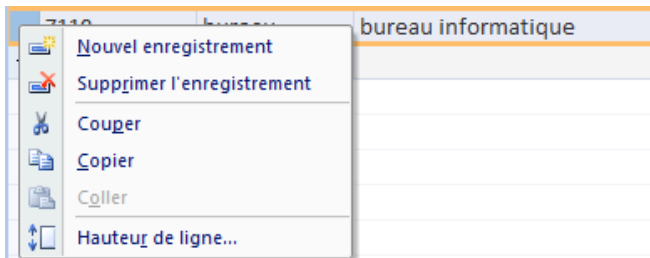 bureau informatique
Nouvel enregistrement
Supprimer l'enregistrement
Couper
Copier
Coller
Hauteur de ligne...